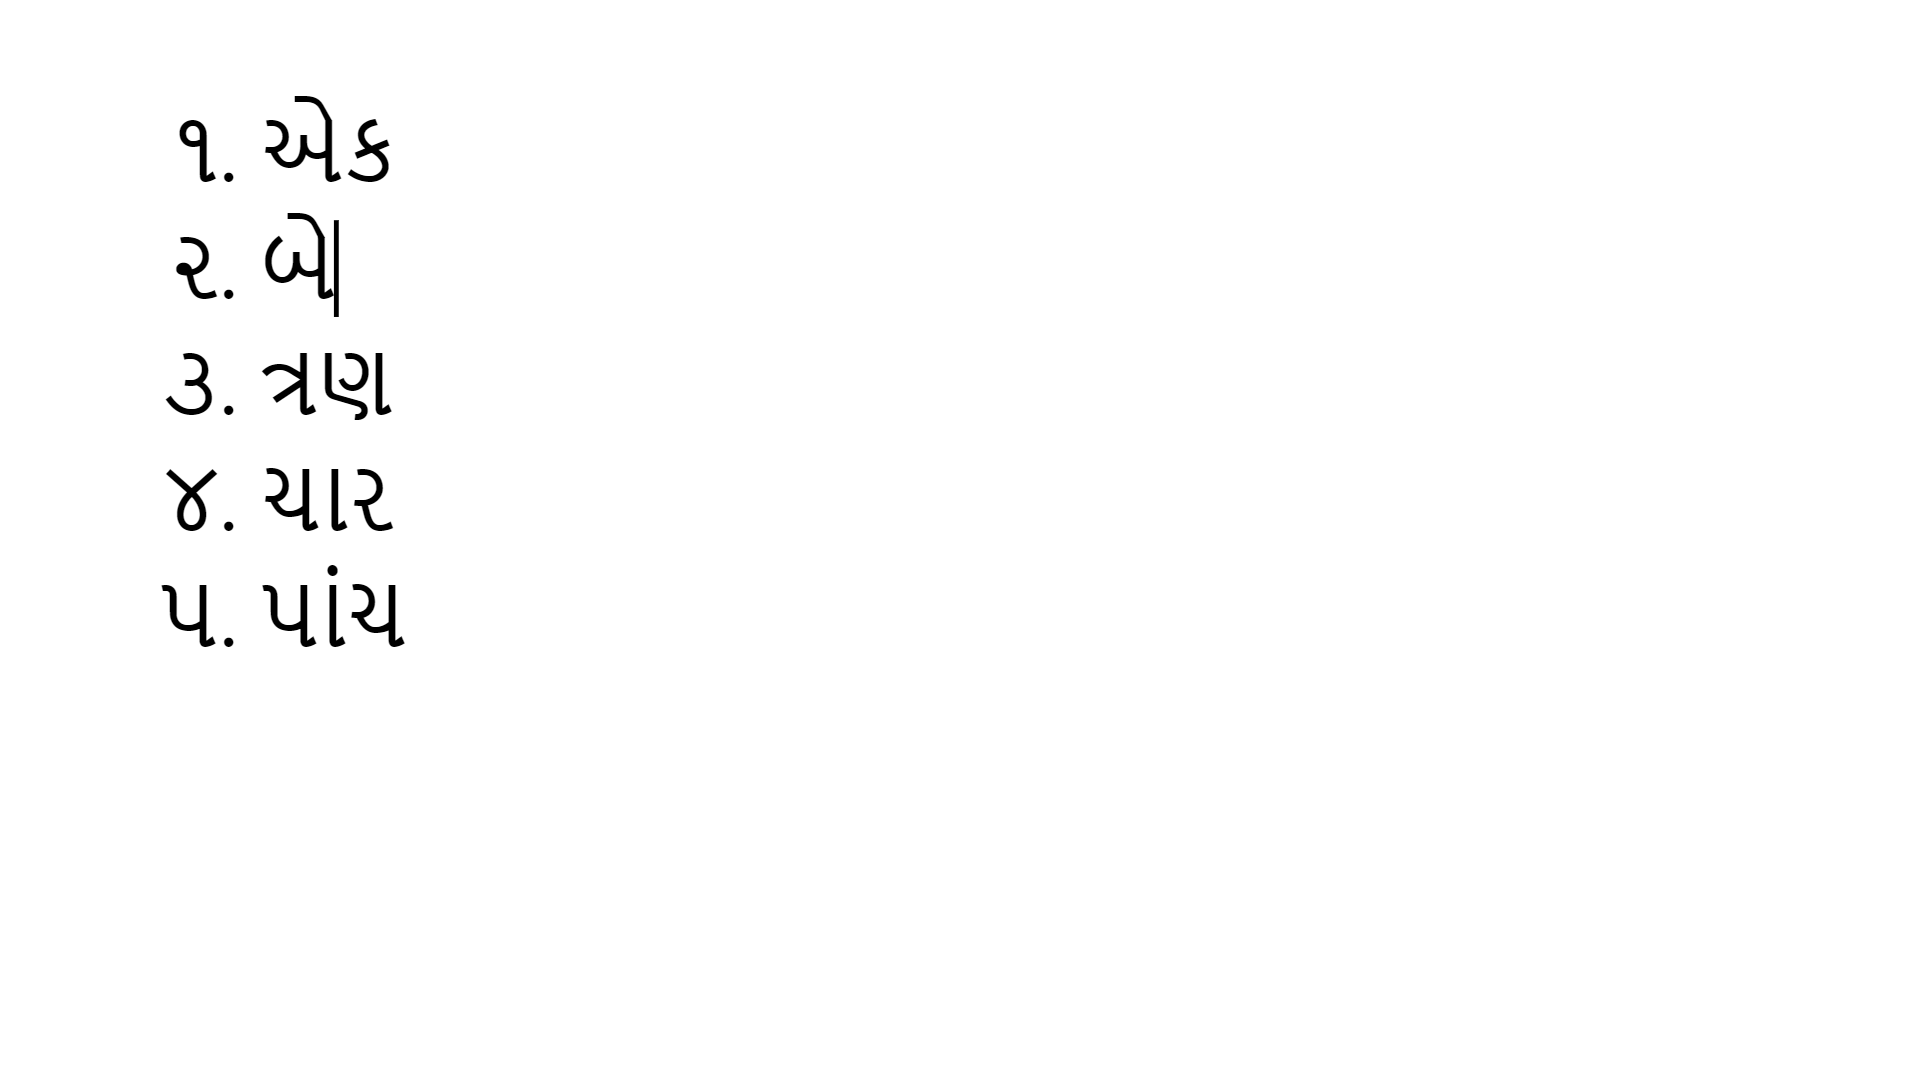 ૧. એક
૨. બે
૩. ત્રણ
૪. ચાર
૫. પાંચ